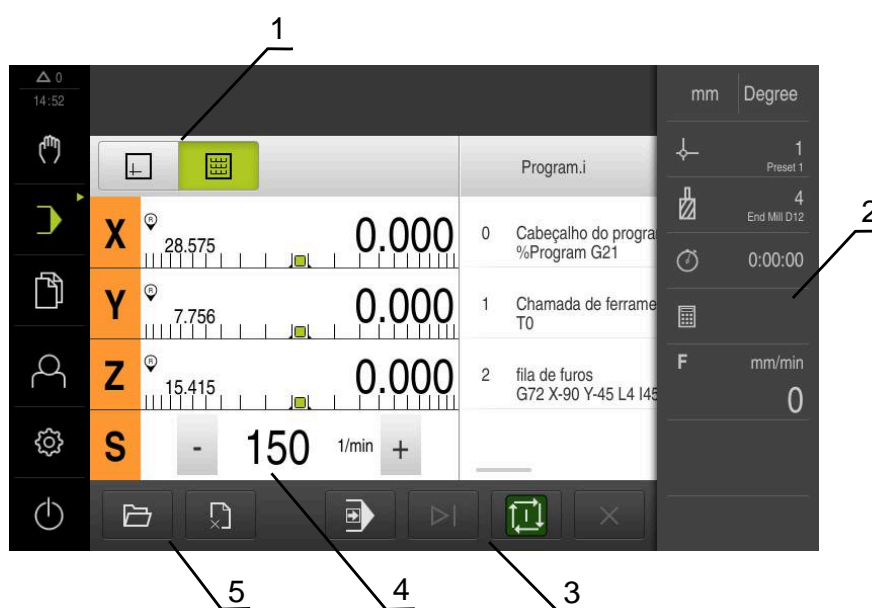 1
0
14:52
mm Degree
1
Preset 1
Program.i
4
End Mill D12
2
X R 28.575 0.000
0 Cabeçalho do progra
%Program G21
0:00:00
Y R 7.756 0.000
1 Chamada de ferrame
T0
F mm/min
0
Z R 15.415 0.000
2 fila de furos
G72 X-90 Y-45 L4 I45
S - 150 1/min +
5
4
3